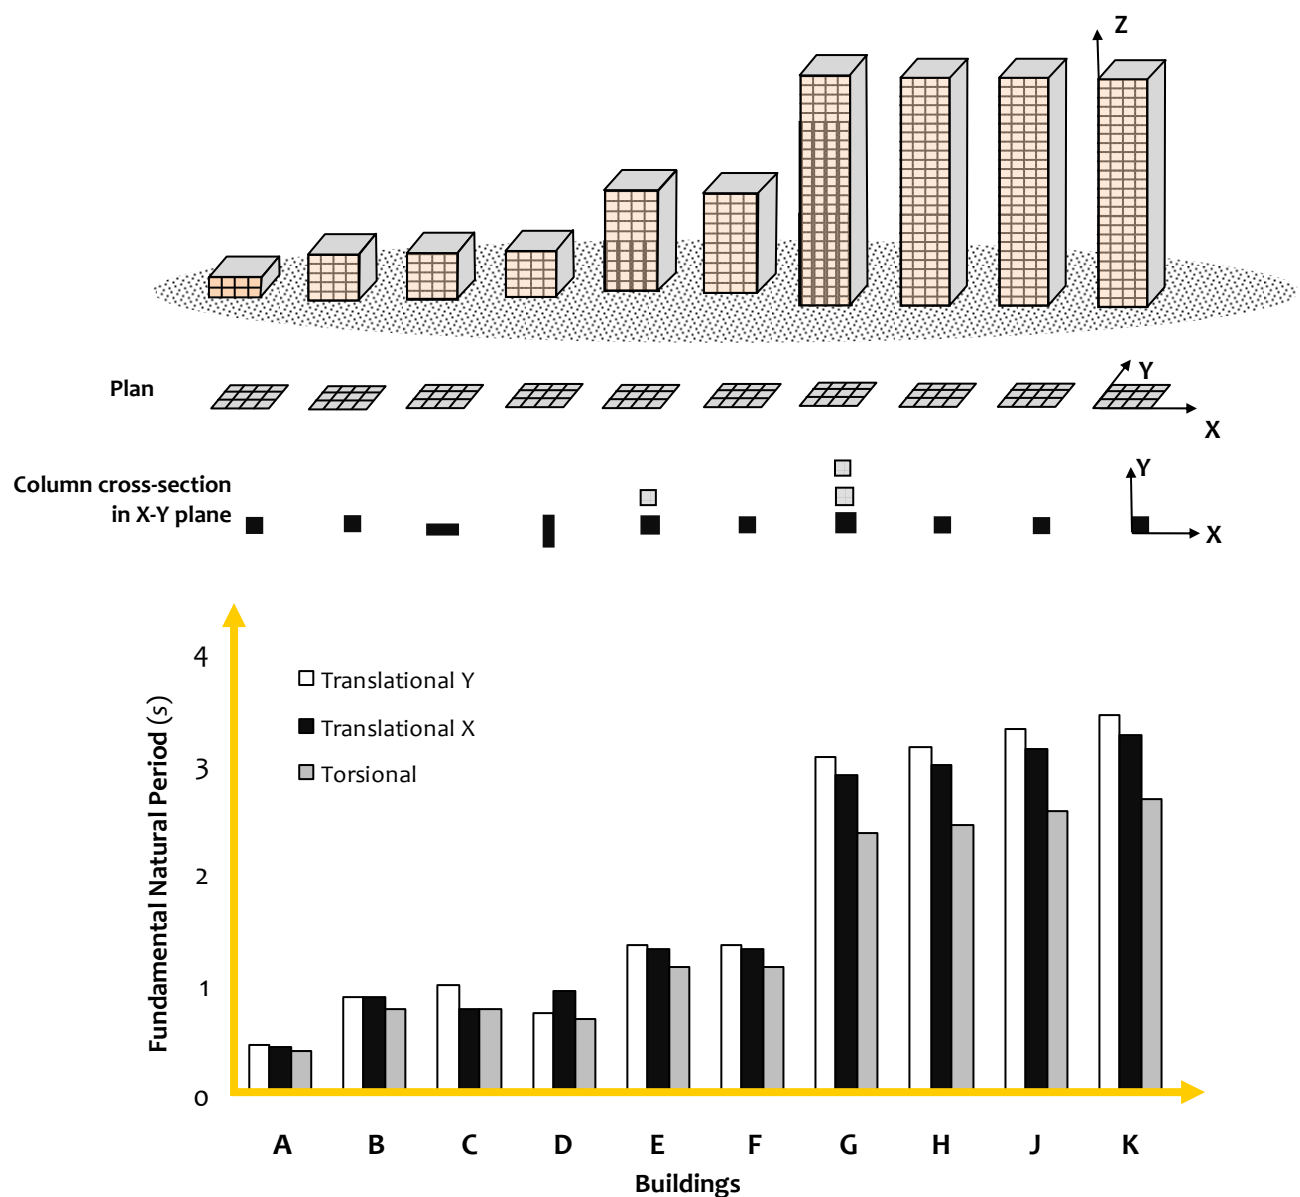 Z
Plan
Y
X
Column cross-section
in X-Y plane
Y
X
Fundamental Natural Period (s)
4
3
2
1
0
Translational Y
Translational X
Torsional
A B C D E F G H J K
Buildings